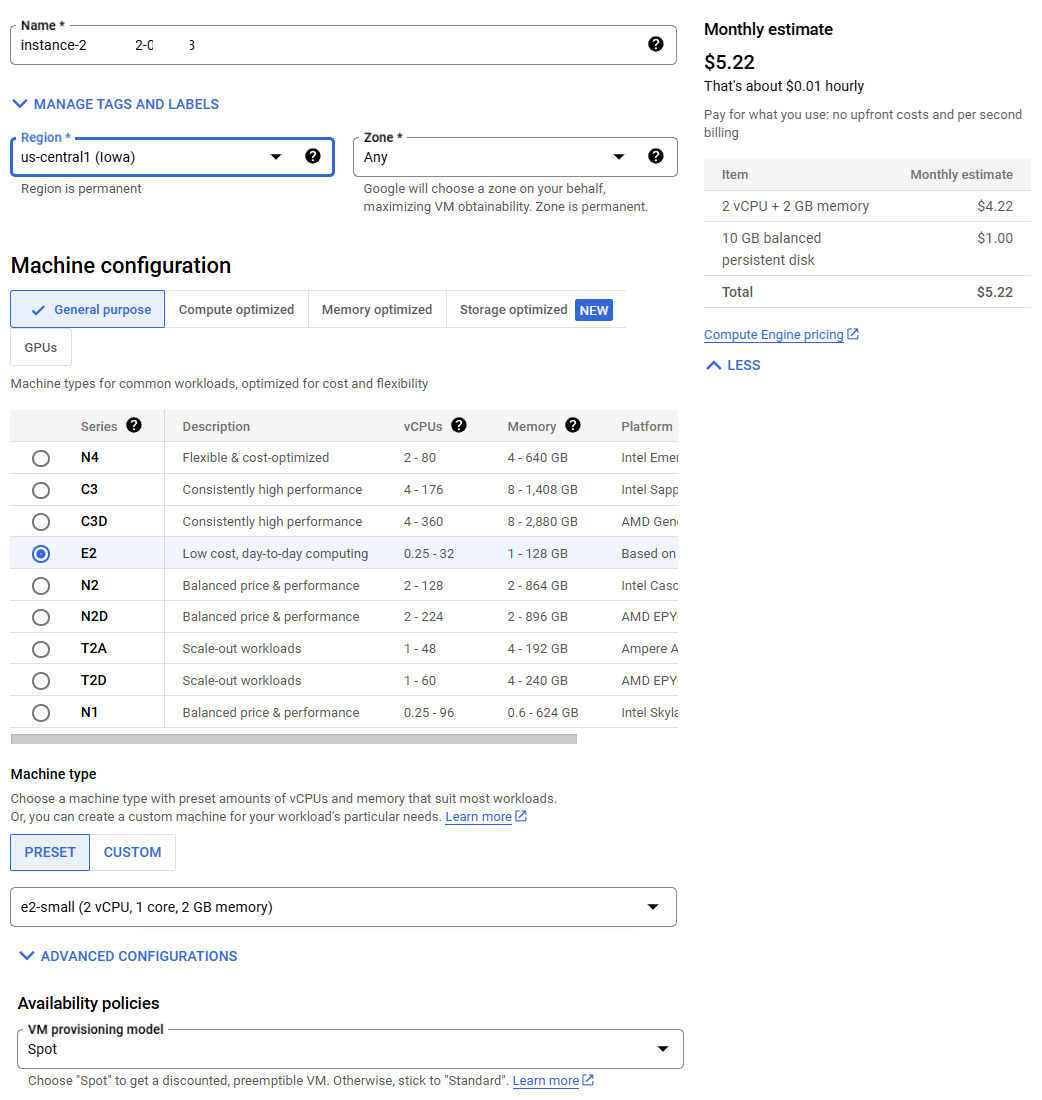 Name *
instance-2 2-0 3
MANAGE TAGS AND LABELS
Region *
us-central1 (Iowa)
Region is permanent
Zone *
Any
Google will choose a zone on your behalf,
maximizing VM obtainability. Zone is permanent.
Machine configuration
General purpose
Compute optimized
Memory optimized
Storage optimized NEW
GPUs
Machine types for common workloads, optimized for cost and flexibility
Series ? Description vCPUs ? Memory ? Platform
N4 Flexible & cost-optimized 2 - 80 4 - 640 GB Intel Emer
C3 Consistently high performance 4 - 176 8 - 1,408 GB Intel Sapp
C3D Consistently high performance 4 - 360 8 - 2,880 GB AMD Gen
E2 Low cost, day-to-day computing 0.25 - 32 1 - 128 GB Based on
N2 Balanced price & performance 2 - 128 2 - 864 GB Intel Casc
N2D Balanced price & performance 2 - 224 2 - 896 GB AMD EPY
T2A Scale-out workloads 1 - 48 4 - 192 GB Ampere A
T2D Scale-out workloads 1 - 60 4 - 240 GB AMD EPY
N1 Balanced price & performance 0.25 - 96 0.6 - 624 GB Intel Skyla
Machine type
Choose a machine type with preset amounts of vCPUs and memory that suit most workloads.
Or, you can create a custom machine for your workload's particular needs. Learn more
PRESET CUSTOM
e2-small (2 vCPU, 1 core, 2 GB memory)
ADVANCED CONFIGURATIONS
Availability policies
VM provisioning model
Spot
Choose "Spot" to get a discounted, preemptible VM. Otherwise, stick to "Standard". Learn more
Monthly estimate
$5.22
That's about $0.01 hourly
Pay for what you use: no upfront costs and per second
billing
Item Monthly estimate
2 vCPU + 2 GB memory $4.22
10 GB balanced $1.00
persistent disk
Total $5.22
Compute Engine pricing
LESS